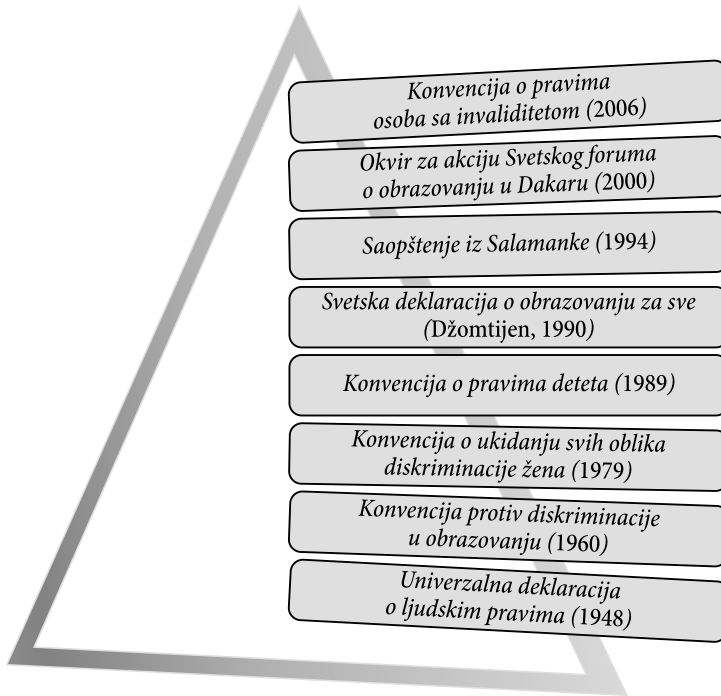 Konvencija o pravima
osoba sa invaliditetom (2006)
Okvir za akciju Svetskog foruma
o obrazovanju u Dakaru (2000)
Saopštenje iz Salamanke (1994)
Svetska deklaracija o obrazovanju za sve
(Džomtijen, 1990)
Konvencija o pravima deteta (1989)
Konvencija o ukidanju svih oblika
diskriminacije žena (1979)
Konvencija protiv diskriminacije
u obrazovanju (1960)
Univerzalna deklaracija
o ljudskim pravima (1948)